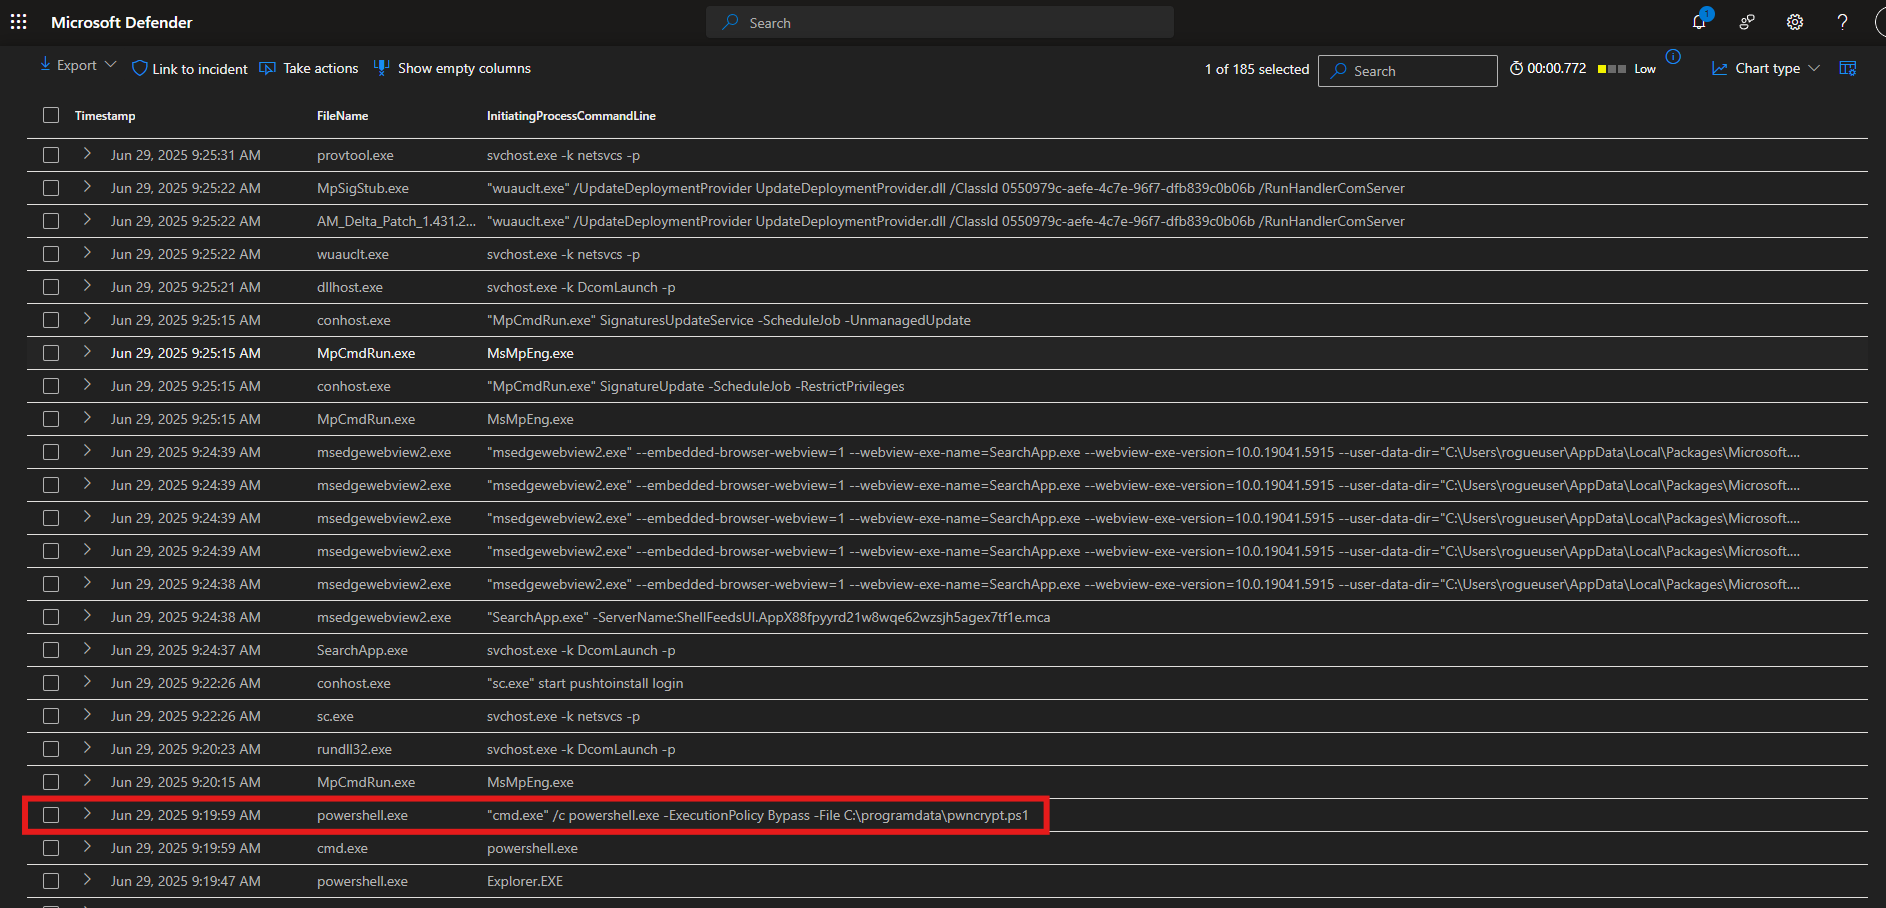 Microsoft Defender
Search
1
Export Link to incident Take actions Show empty columns 1 of 185 selected Search 00:00.772 Low Chart type
Timestamp FileName InitiatingProcessCommandLine
Jun 29, 2025 9:25:31 AM provtool.exe svchost.exe -k netsvcs -p
Jun 29, 2025 9:25:22 AM MpSigStub.exe "wuauclt.exe" /UpdateDeploymentProvider UpdateDeploymentProvider.dll /ClassId 0550979c-aefe-4c7e-96f7-dfb839c0b06b /RunHandlerComServer
Jun 29, 2025 9:25:22 AM AM_Delta_Patch_1.431.2... "wuauclt.exe" /UpdateDeploymentProvider UpdateDeploymentProvider.dll /ClassId 0550979c-aefe-4c7e-96f7-dfb839c0b06b /RunHandlerComServer
Jun 29, 2025 9:25:22 AM wuauclt.exe svchost.exe -k netsvcs -p
Jun 29, 2025 9:25:21 AM dllhost.exe svchost.exe -k DcomLaunch -p
Jun 29, 2025 9:25:15 AM conhost.exe "MpCmdRun.exe" SignaturesUpdateService -ScheduleJob -UnmanagedUpdate
Jun 29, 2025 9:25:15 AM MpCmdRun.exe MsMpEng.exe
Jun 29, 2025 9:25:15 AM conhost.exe "MpCmdRun.exe" SignatureUpdate -ScheduleJob -RestrictPrivileges
Jun 29, 2025 9:25:15 AM MpCmdRun.exe MsMpEng.exe
Jun 29, 2025 9:24:39 AM msedgewebview2.exe "msedgewebview2.exe" --embedded-browser-webview=1 --webview-exe-name=SearchApp.exe --webview-exe-version=10.0.19041.5915 --user-data-dir="C:\Users\rogueuser\AppData\Local\Packages\Microsoft....
Jun 29, 2025 9:24:39 AM msedgewebview2.exe "msedgewebview2.exe" --embedded-browser-webview=1 --webview-exe-name=SearchApp.exe --webview-exe-version=10.0.19041.5915 --user-data-dir="C:\Users\rogueuser\AppData\Local\Packages\Microsoft....
Jun 29, 2025 9:24:39 AM msedgewebview2.exe "msedgewebview2.exe" --embedded-browser-webview=1 --webview-exe-name=SearchApp.exe --webview-exe-version=10.0.19041.5915 --user-data-dir="C:\Users\rogueuser\AppData\Local\Packages\Microsoft....
Jun 29, 2025 9:24:39 AM msedgewebview2.exe "msedgewebview2.exe" --embedded-browser-webview=1 --webview-exe-name=SearchApp.exe --webview-exe-version=10.0.19041.5915 --user-data-dir="C:\Users\rogueuser\AppData\Local\Packages\Microsoft....
Jun 29, 2025 9:24:38 AM msedgewebview2.exe "msedgewebview2.exe" --embedded-browser-webview=1 --webview-exe-name=SearchApp.exe --webview-exe-version=10.0.19041.5915 --user-data-dir="C:\Users\rogueuser\AppData\Local\Packages\Microsoft....
Jun 29, 2025 9:24:38 AM msedgewebview2.exe "SearchApp.exe" -ServerName:ShellFeedsUI.AppX88fpyyrd21w8wqe62wzsjh5agex7tf1e.mca
Jun 29, 2025 9:24:37 AM SearchApp.exe svchost.exe -k DcomLaunch -p
Jun 29, 2025 9:22:26 AM conhost.exe "sc.exe" start pushtoinstall login
Jun 29, 2025 9:22:26 AM sc.exe svchost.exe -k netsvcs -p
Jun 29, 2025 9:20:23 AM rundll32.exe svchost.exe -k DcomLaunch -p
Jun 29, 2025 9:20:15 AM MpCmdRun.exe MsMpEng.exe
Jun 29, 2025 9:19:59 AM powershell.exe "cmd.exe" /c powershell.exe -ExecutionPolicy Bypass -File C:\programdata\pwncrypt.ps1
Jun 29, 2025 9:19:59 AM cmd.exe powershell.exe
Jun 29, 2025 9:19:47 AM powershell.exe Explorer.EXE